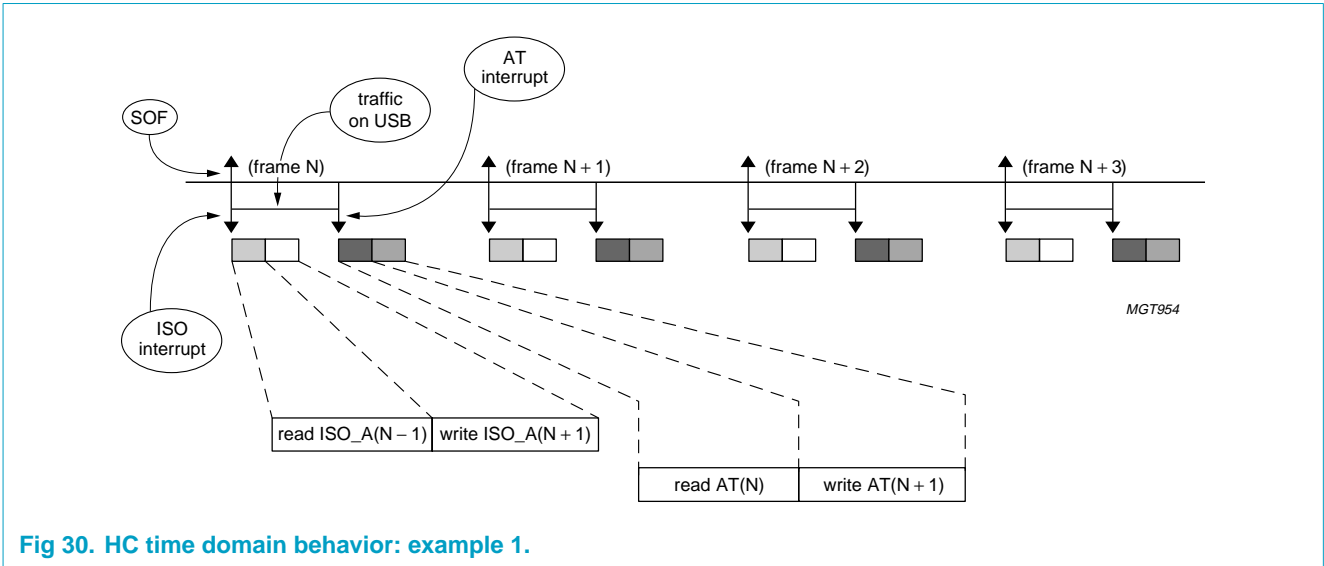 AT
interrupt
traffic
on USB
SOF
(frame N)
(frame N + 1)
(frame N + 2)
(frame N + 3)
MGT954
ISO
interrupt
read ISO_A(N − 1)
write ISO_A(N + 1)
read AT(N)
write AT(N + 1)
Fig 30. HC time domain behavior: example 1.